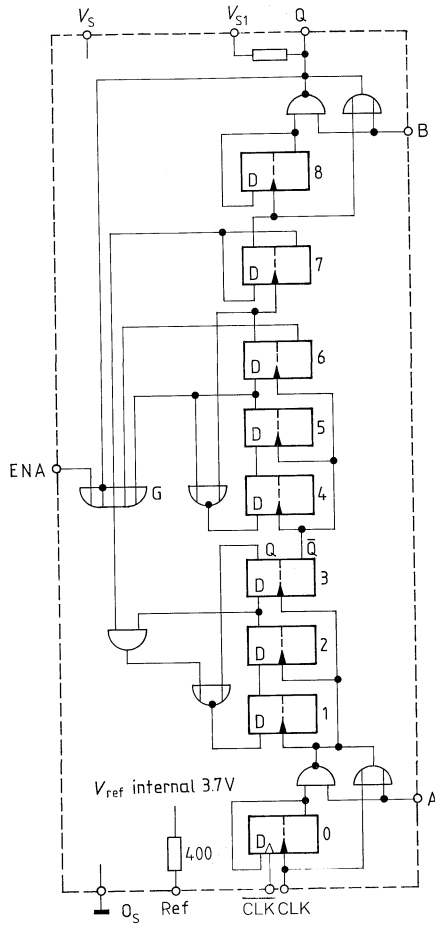 V_S
V_S1
Q
B
8
D
7
D
6
D
5
D
ENA
G
4
D
Q
Q̅
3
D
2
D
1
D
V_ref internal 3.7V
A
0
D
400
0_S
Ref
C̅L̅K̅
CLK